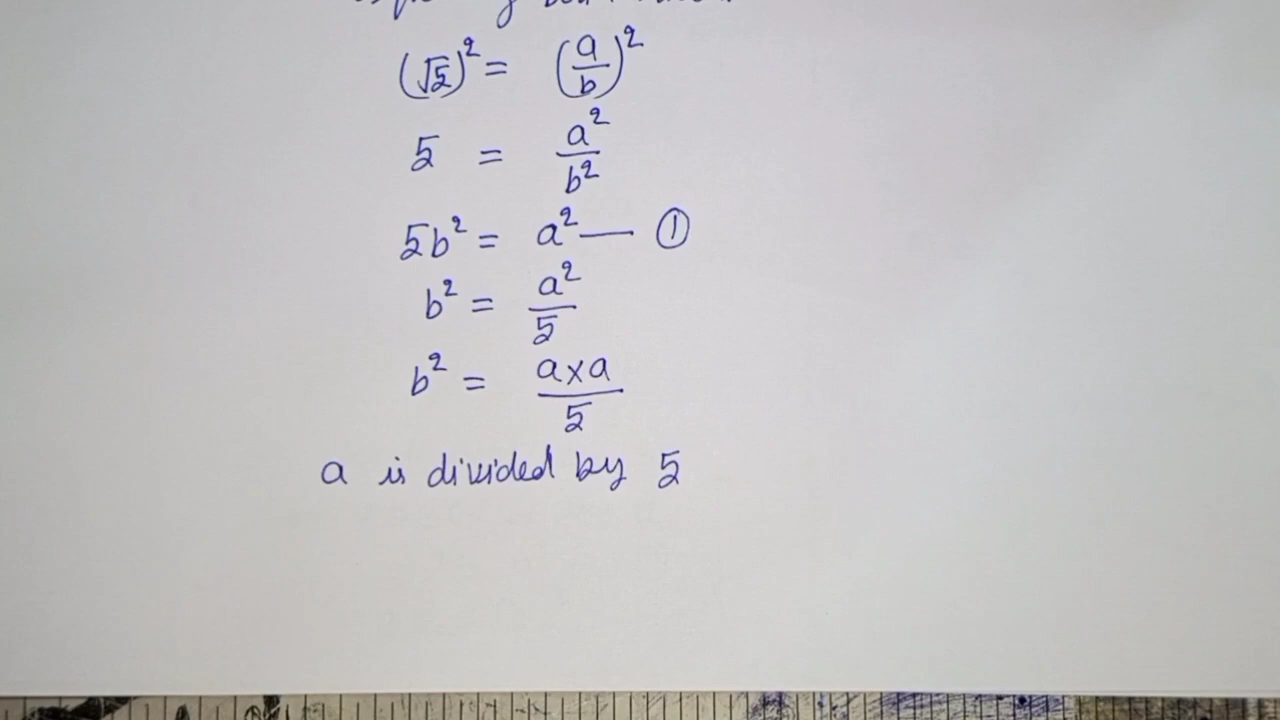 (√5)² = (a/b)²
5 = a²/b²
5b² = a² — ①
b² = a²/5
b² = a×a/5
a is divided by 5